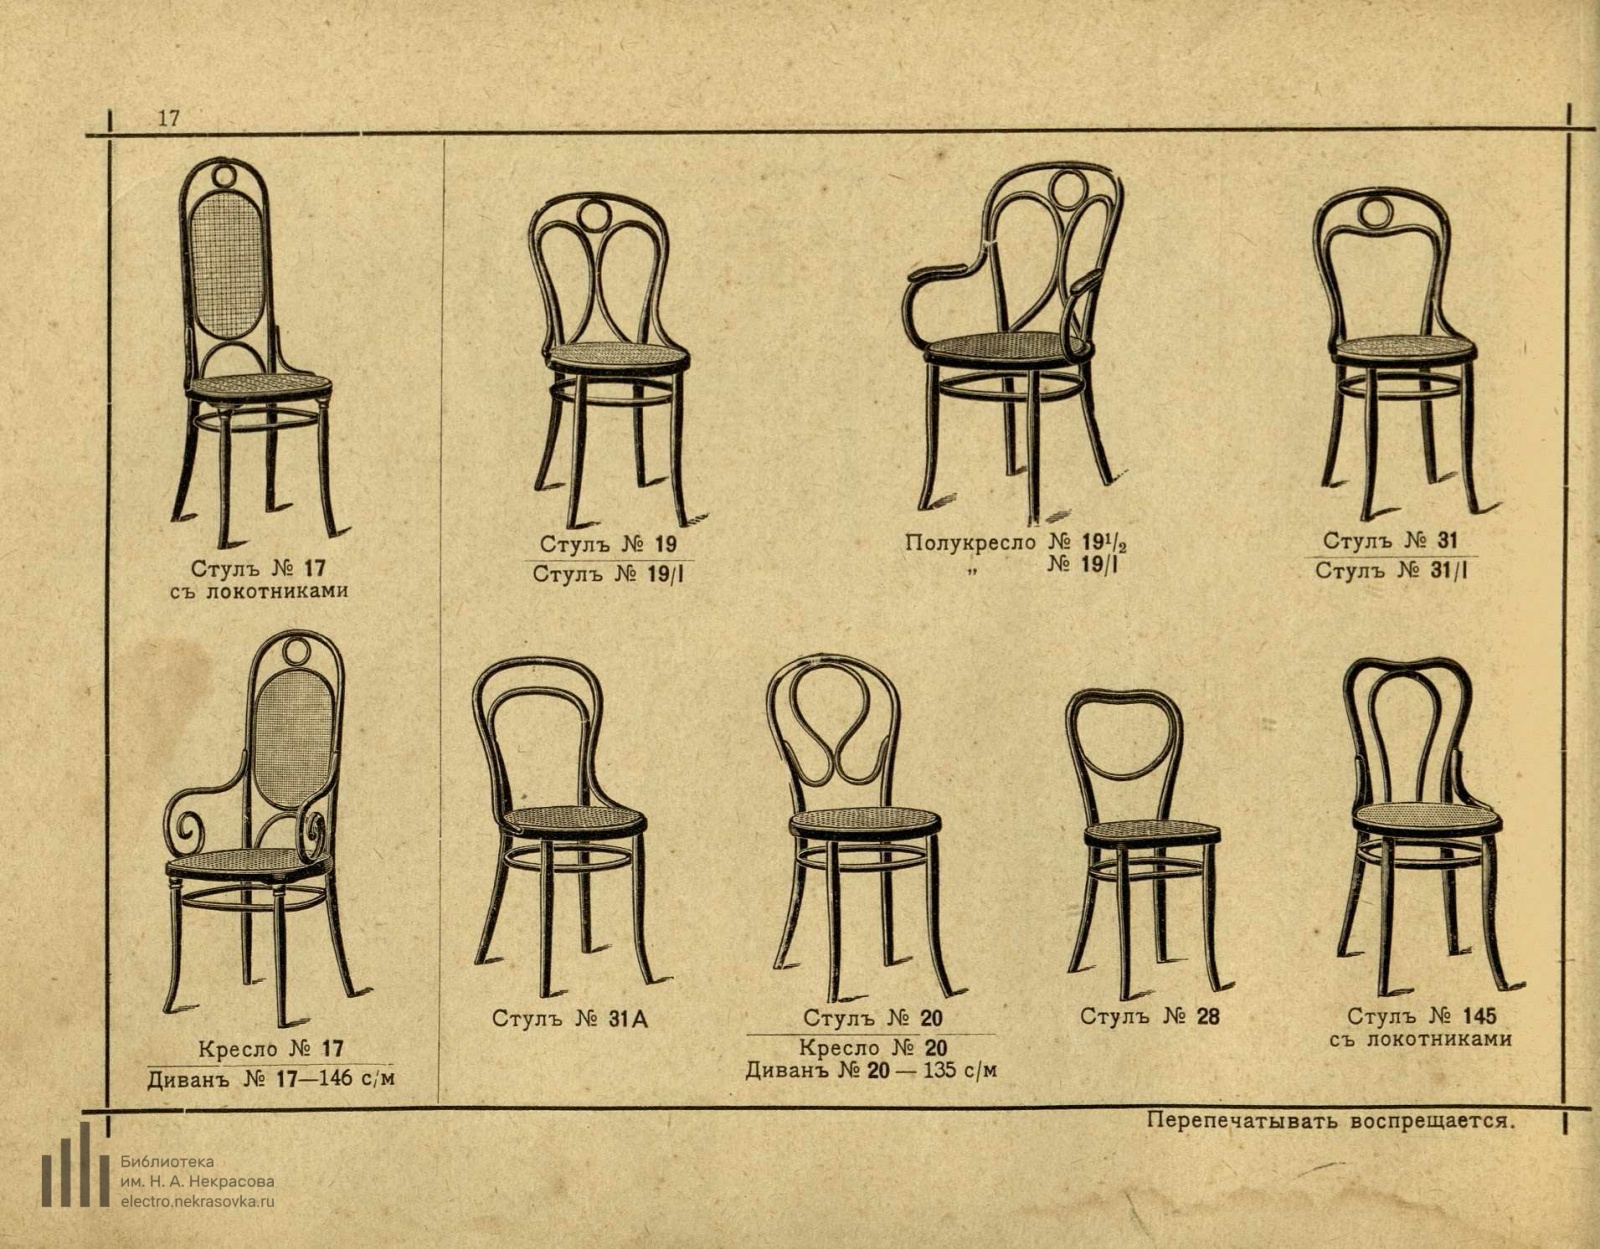 17
Стулъ № 17
съ локотниками
Стулъ № 19
Стулъ № 19/I
Полукресло № 19½
„ № 19/I
Стулъ № 31
Стулъ № 31/I
Кресло № 17
Диванъ № 17—146 с/м
Стулъ № 31А
Стулъ № 20
Кресло № 20
Диванъ № 20 — 135 с/м
Стулъ № 28
Стулъ № 145
съ локотниками
Перепечатывать воспрещается.
Библиотека
им. Н. А. Некрасова
electro.nekrasovka.ru